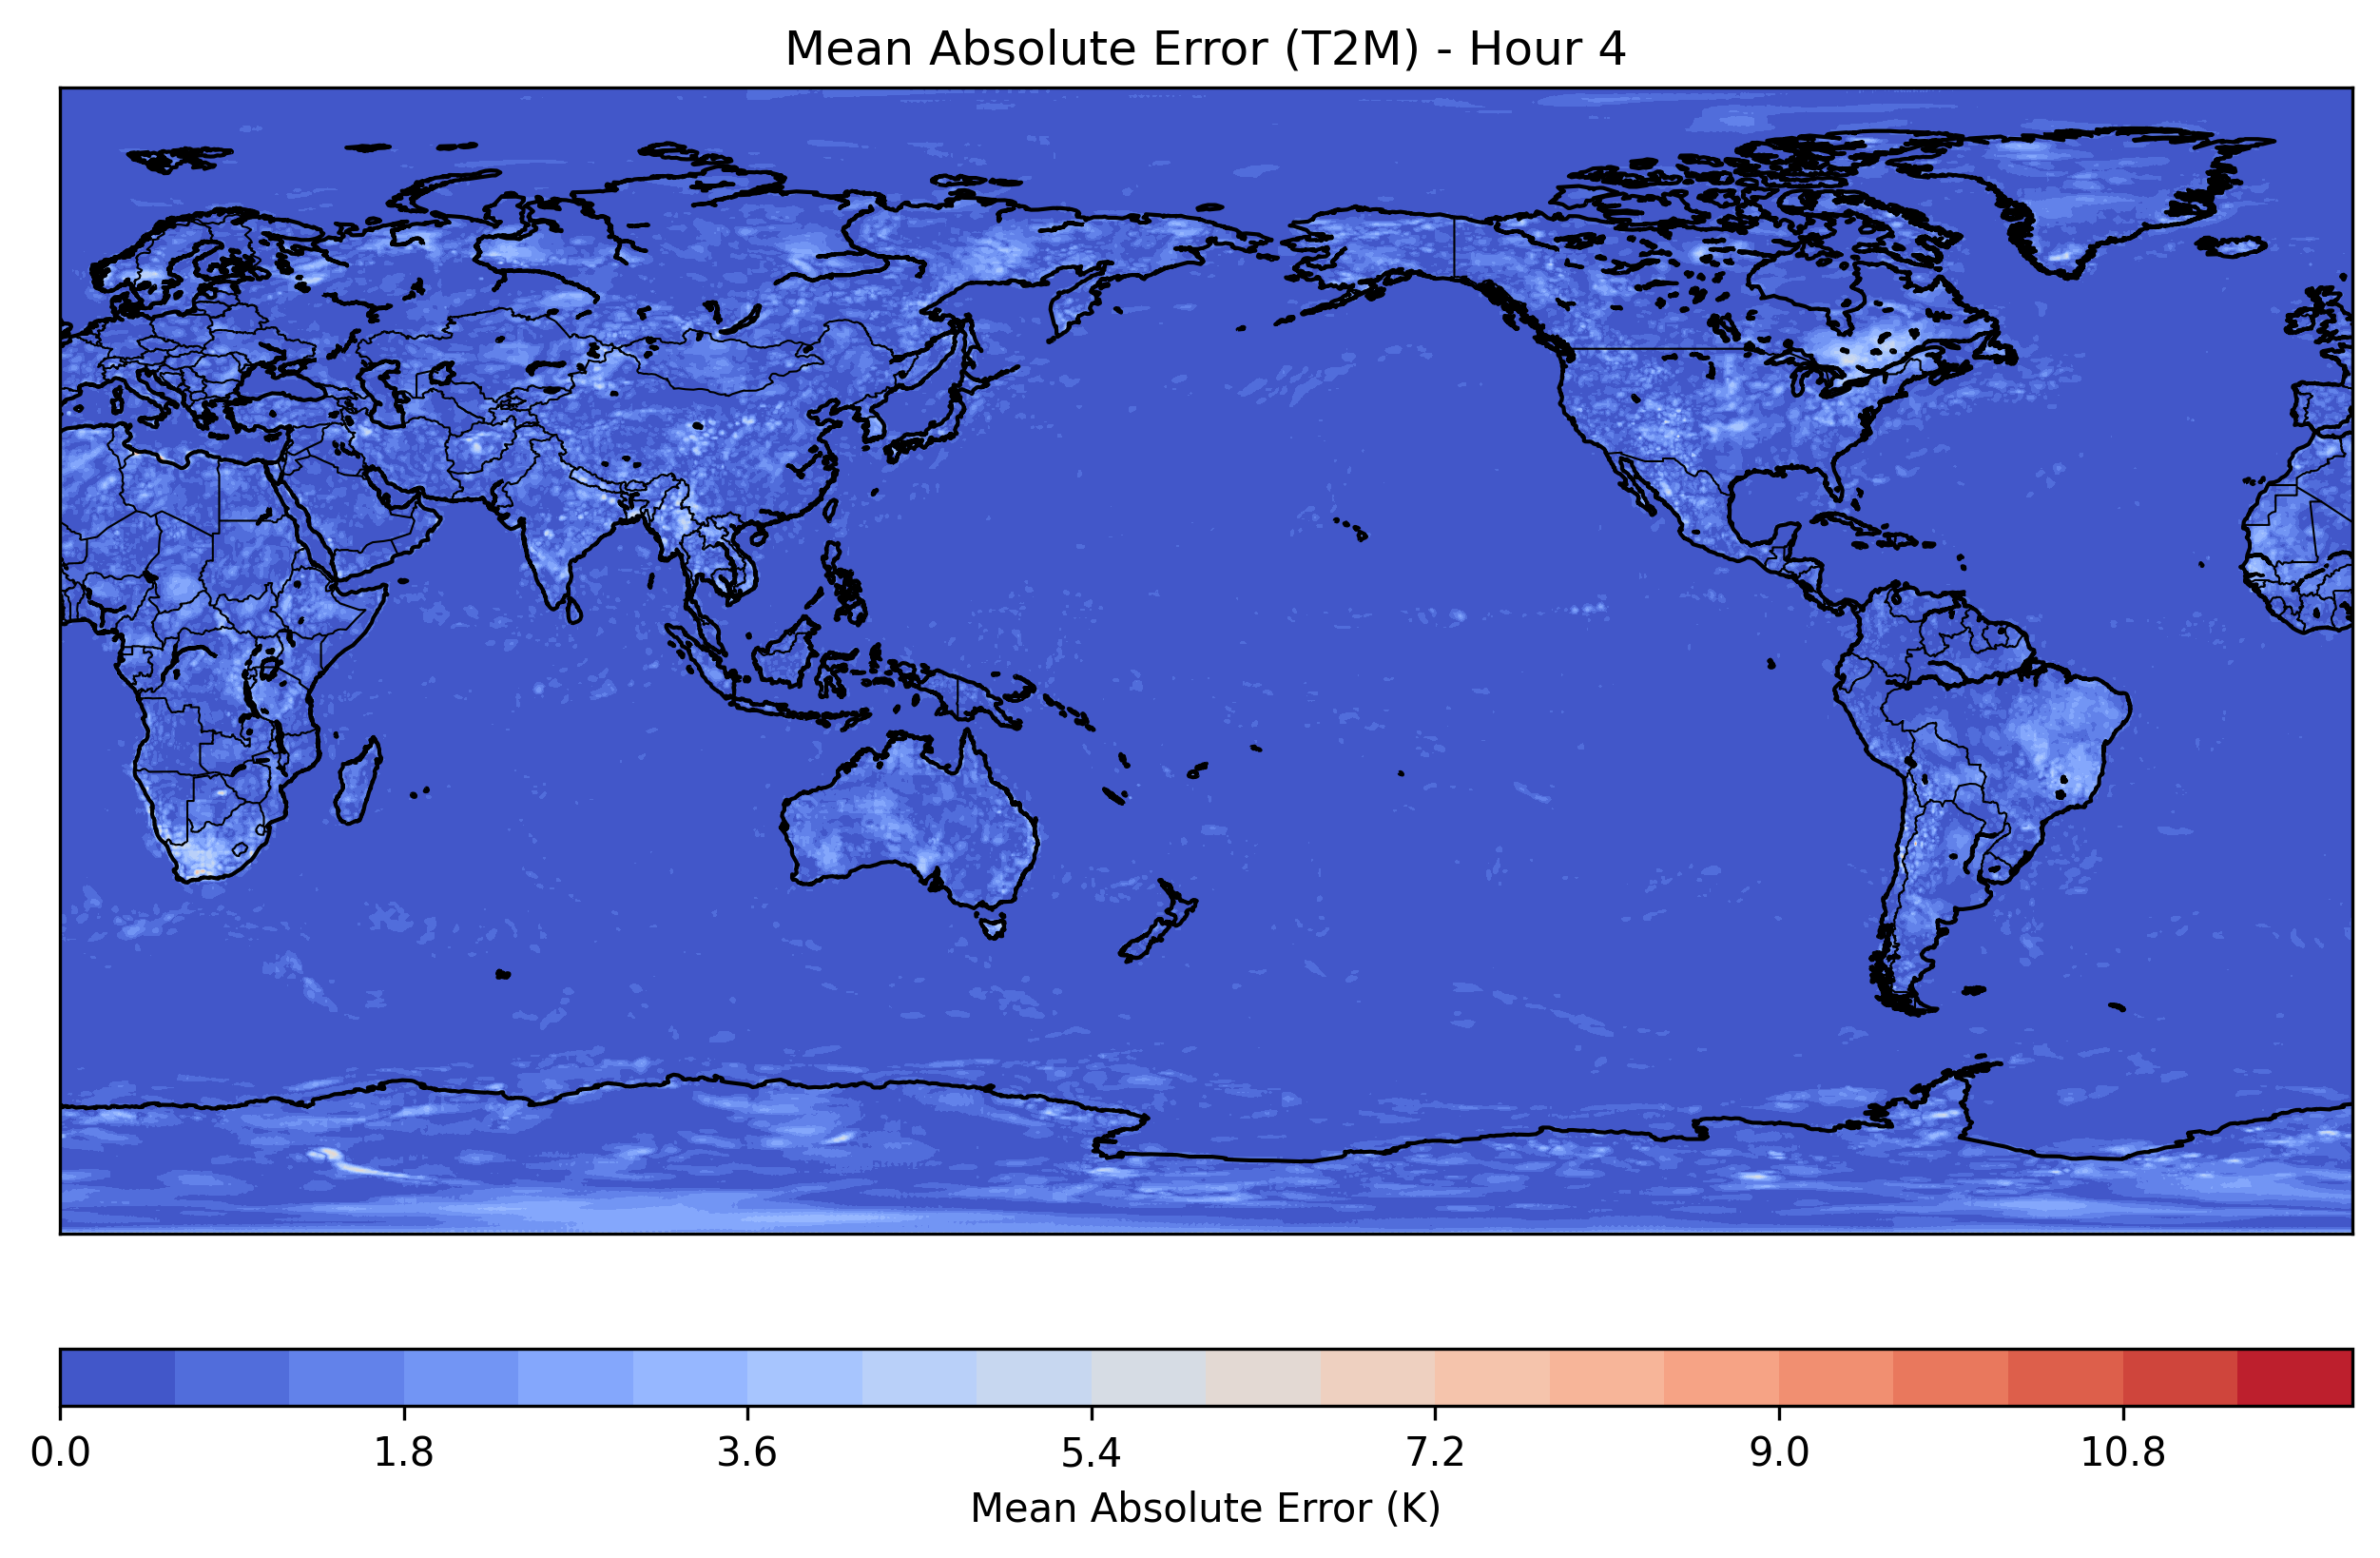 Mean Absolute Error (T2M) - Hour 4
0.0 1.8 3.6 5.4 7.2 9.0 10.8
Mean Absolute Error (K)